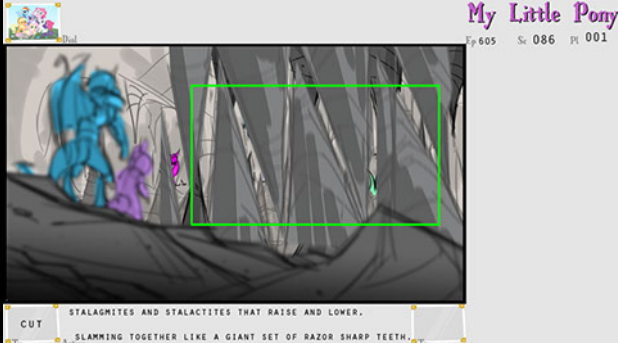 My Little Pony
Dial
Ep 605 Sc 086 Pl 001
CUT
STALAGMITES AND STALACTITES THAT RAISE AND LOWER,
SLAMMING TOGETHER LIKE A GIANT SET OF RAZOR SHARP TEETH.